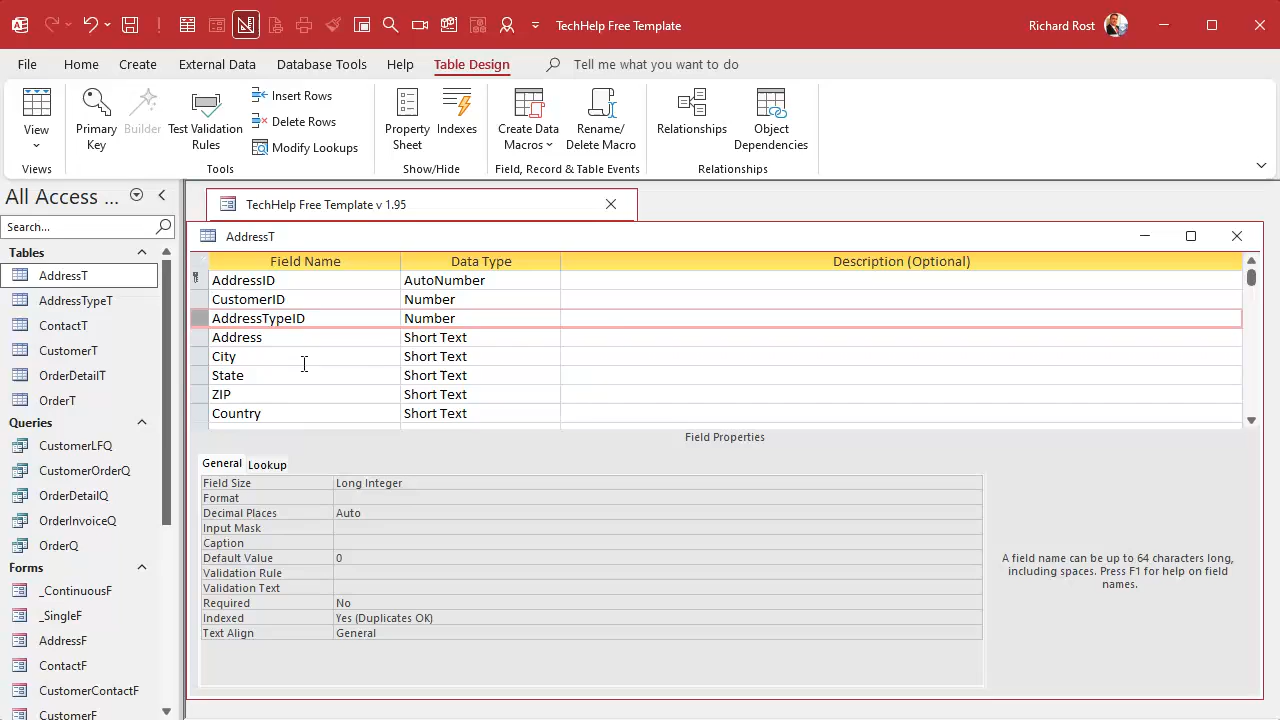 TechHelp Free Template
Richard Rost
File Home Create External Data Database Tools Help Table Design Tell me what you want to do
View
Primary Key
Builder
Test Validation Rules
Insert Rows
Delete Rows
Modify Lookups
Property Sheet
Indexes
Create Data Macros
Rename/ Delete Macro
Relationships
Object Dependencies
Views Tools Show/Hide Field, Record & Table Events Relationships
All Access ...
Search...
Tables
AddressT
AddressTypeT
ContactT
CustomerT
OrderDetailT
OrderT
Queries
CustomerLFQ
CustomerOrderQ
OrderDetailQ
OrderInvoiceQ
OrderQ
Forms
_ContinuousF
_SingleF
AddressF
ContactF
CustomerContactF
CustomerF
TechHelp Free Template v 1.95
AddressT
Field Name Data Type Description (Optional)
AddressID AutoNumber
CustomerID Number
AddressTypeID Number
Address Short Text
City Short Text
State Short Text
ZIP Short Text
Country Short Text
Field Properties
General Lookup
Field Size Long Integer
Format
Decimal Places Auto
Input Mask
Caption
Default Value 0
Validation Rule
Validation Text
Required No
Indexed Yes (Duplicates OK)
Text Align General
A field name can be up to 64 characters long,
including spaces. Press F1 for help on field
names.